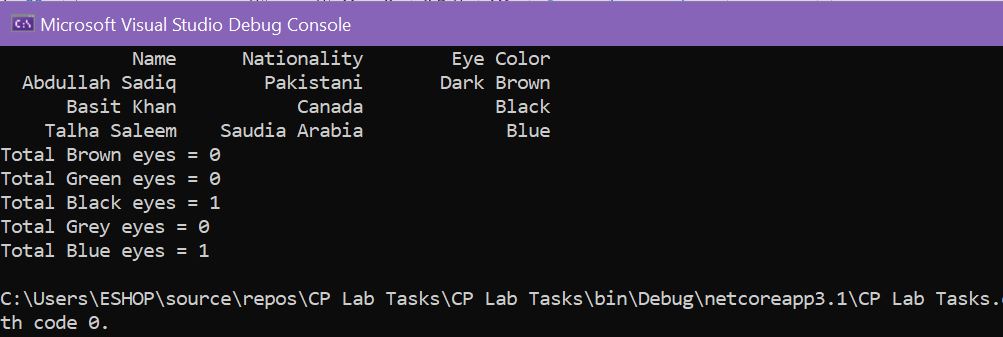 Microsoft Visual Studio Debug Console
Name Nationality Eye Color
Abdullah Sadiq Pakistani Dark Brown
Basit Khan Canada Black
Talha Saleem Saudia Arabia Blue
Total Brown eyes = 0
Total Green eyes = 0
Total Black eyes = 1
Total Grey eyes = 0
Total Blue eyes = 1
C:\Users\ESHOP\source\repos\CP Lab Tasks\CP Lab Tasks\bin\Debug\netcoreapp3.1\CP Lab Tasks.
th code 0.